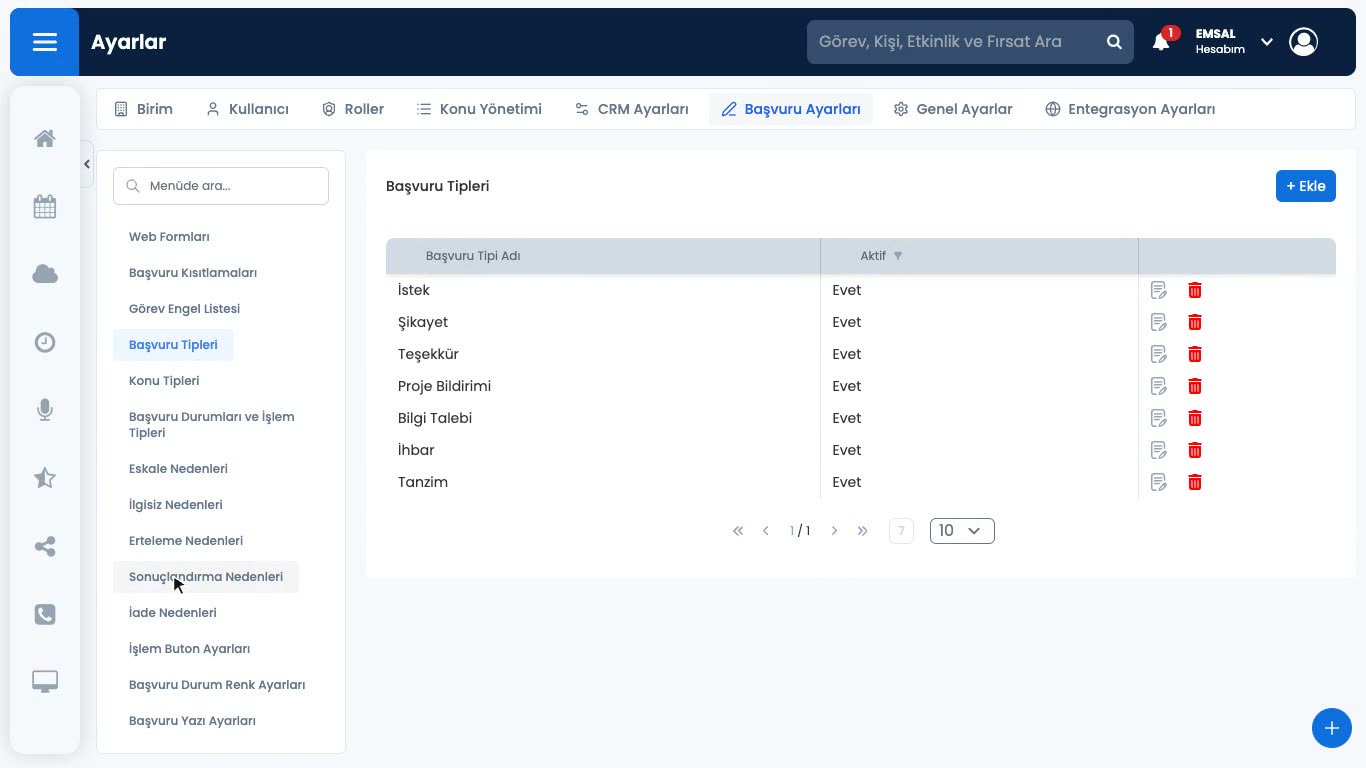 Ayarlar
Görev, Kişi, Etkinlik ve Fırsat Ara
1
EMSAL
Hesabım
Birim
Kullanıcı
Roller
Konu Yönetimi
CRM Ayarları
Başvuru Ayarları
Genel Ayarlar
Entegrasyon Ayarları
Menüde ara...
Web Formları
Başvuru Kısıtlamaları
Görev Engel Listesi
Başvuru Tipleri
Konu Tipleri
Başvuru Durumları ve İşlem
Tipleri
Eskale Nedenleri
İlgisiz Nedenleri
Erteleme Nedenleri
Sonuçlandırma Nedenleri
İade Nedenleri
İşlem Buton Ayarları
Başvuru Durum Renk Ayarları
Başvuru Yazı Ayarları
Başvuru Tipleri
+ Ekle
Başvuru Tipi Adı
Aktif
İstek
Evet
Şikayet
Evet
Teşekkür
Evet
Proje Bildirimi
Evet
Bilgi Talebi
Evet
İhbar
Evet
Tanzim
Evet
1 / 1
7
10